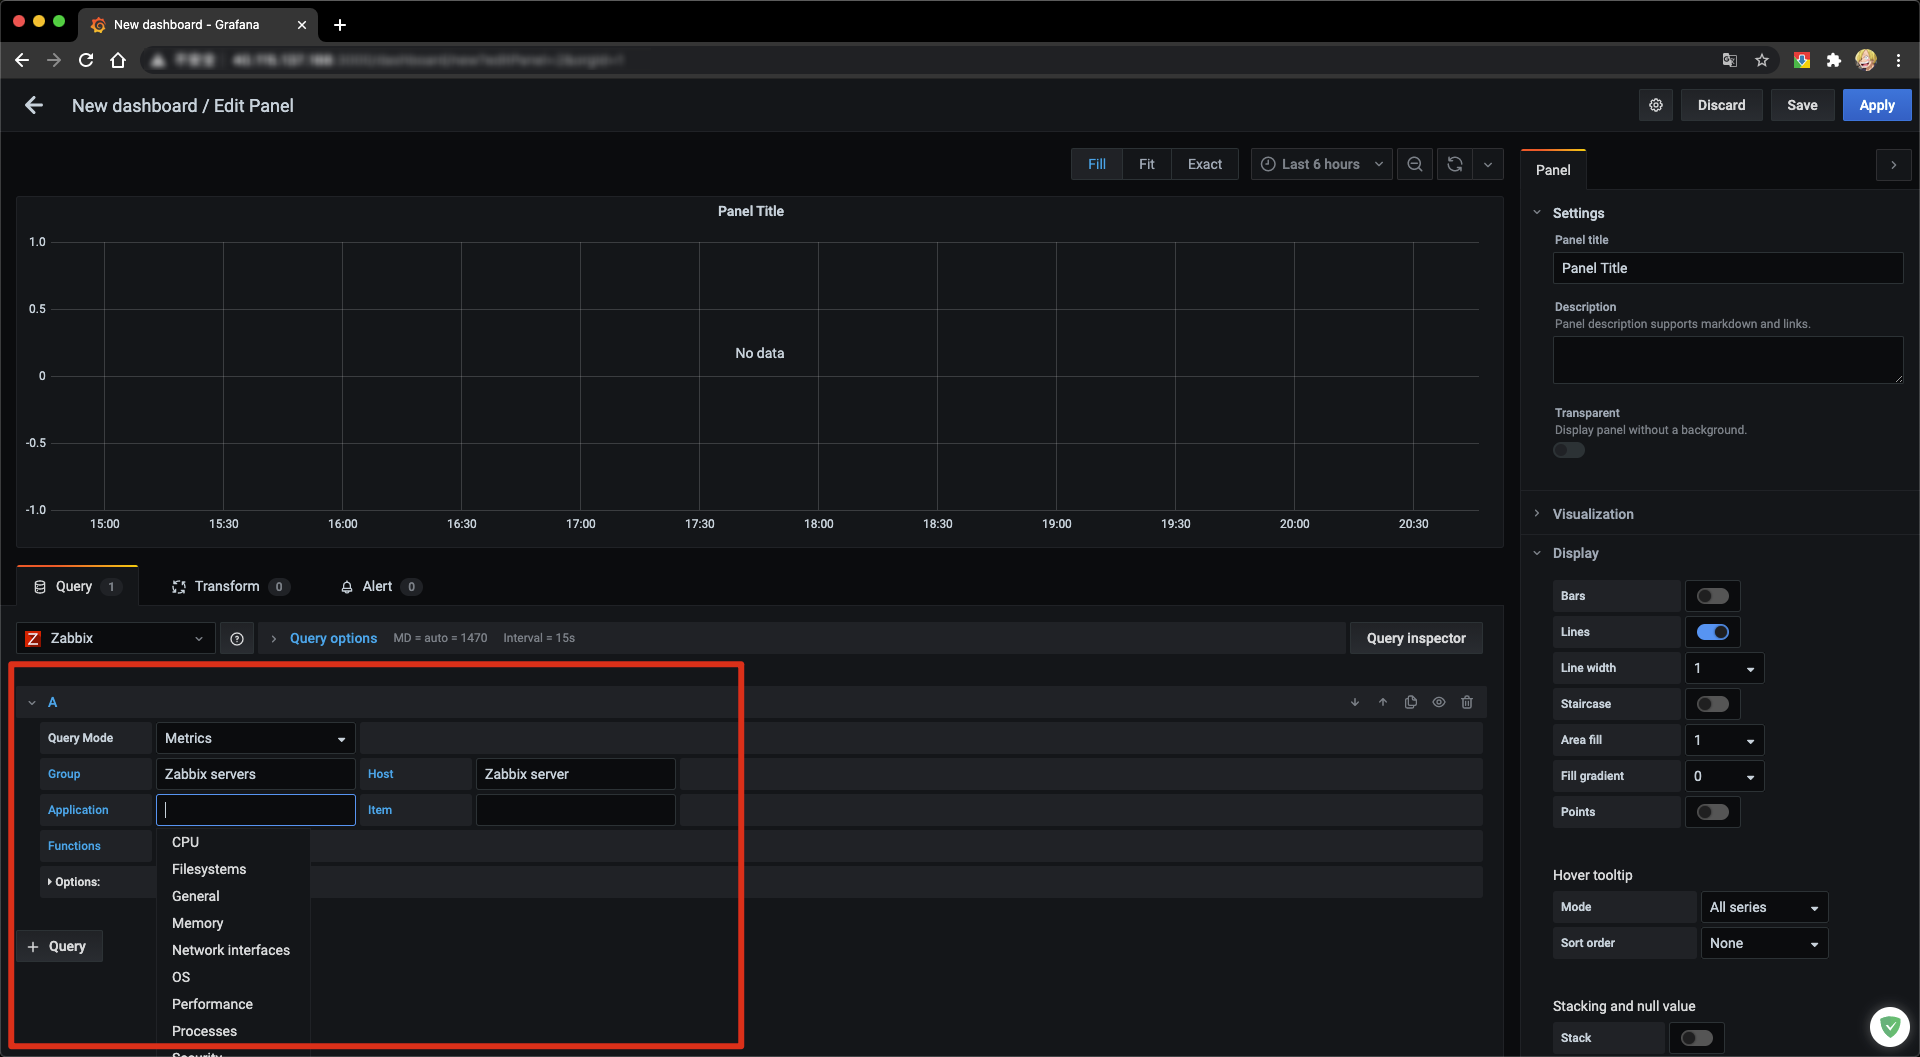 New dashboard - Grafana
New dashboard / Edit Panel
Discard
Save
Apply
Fill
Fit
Exact
Last 6 hours
Panel
Panel Title
1.0
0.5
0
-0.5
-1.0
No data
15:00
15:30
16:00
16:30
17:00
17:30
18:00
18:30
19:00
19:30
20:00
20:30
Query 1
Transform 0
Alert 0
Zabbix
Query options
MD = auto = 1470
Interval = 15s
Query inspector
A
Query Mode
Metrics
Group
Zabbix servers
Host
Zabbix server
Application
Item
Functions
Options:
CPU
Filesystems
General
Memory
Network interfaces
OS
Performance
Processes
Security
+ Query
Settings
Panel title
Panel Title
Description
Panel description supports markdown and links.
Transparent
Display panel without a background.
Visualization
Display
Bars
Lines
Line width
1
Staircase
Area fill
1
Fill gradient
0
Points
Hover tooltip
Mode
All series
Sort order
None
Stacking and null value
Stack